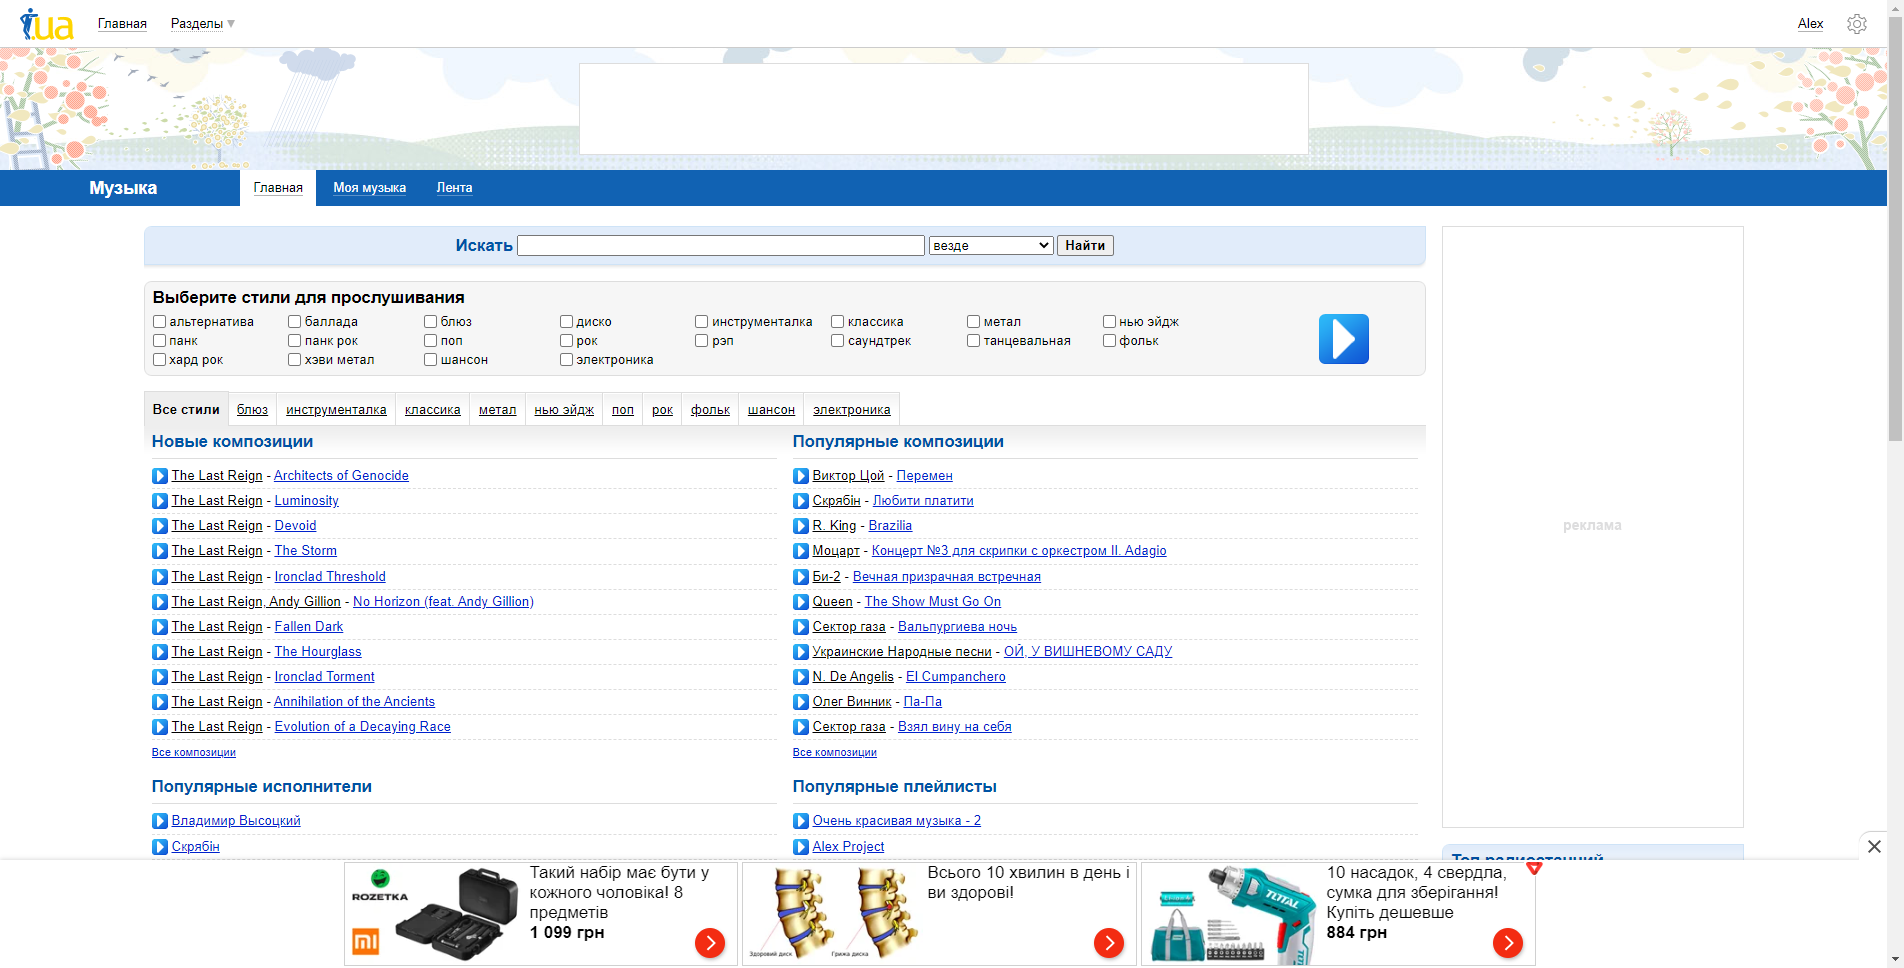 i.ua
Главная
Разделы
Alex
Музыка
Главная
Моя музыка
Лента
Искать
везде
Найти
Выберите стили для прослушивания
альтернатива
баллада
блюз
диско
инструменталка
классика
метал
нью эйдж
панк
панк рок
поп
рок
рэп
саундтрек
танцевальная
фольк
хард рок
хэви метал
шансон
электроника
Все стили
блюз
инструменталка
классика
метал
нью эйдж
поп
рок
фольк
шансон
электроника
Новые композиции
The Last Reign - Architects of Genocide
The Last Reign - Luminosity
The Last Reign - Devoid
The Last Reign - The Storm
The Last Reign - Ironclad Threshold
The Last Reign, Andy Gillion - No Horizon (feat. Andy Gillion)
The Last Reign - Fallen Dark
The Last Reign - The Hourglass
The Last Reign - Ironclad Torment
The Last Reign - Annihilation of the Ancients
The Last Reign - Evolution of a Decaying Race
Все композиции
Популярные композиции
Виктор Цой - Перемен
Скрябін - Любити платити
R. King - Brazilia
Моцарт - Концерт №3 для скрипки с оркестром II. Adagio
Би-2 - Вечная призрачная встречная
Queen - The Show Must Go On
Сектор газа - Вальпургиева ночь
Украинские Народные песни - ОЙ, У ВИШНЕВОМУ САДУ
N. De Angelis - El Cumpanchero
Олег Винник - Па-Па
Сектор газа - Взял вину на себя
Все композиции
реклама
Популярные исполнители
Владимир Высоцкий
Скрябін
Популярные плейлисты
Очень красивая музыка - 2
Alex Project
Топ радиостанций
ROZETKA
mi
Такий набір має бути у
кожного чоловіка! 8
предметів
1 099 грн
Здоровий диск
Грижа диска
Всього 10 хвилин в день і
ви здорові!
TOTAL
10 насадок, 4 свердла,
сумка для зберігання!
Купіть дешевше
884 грн